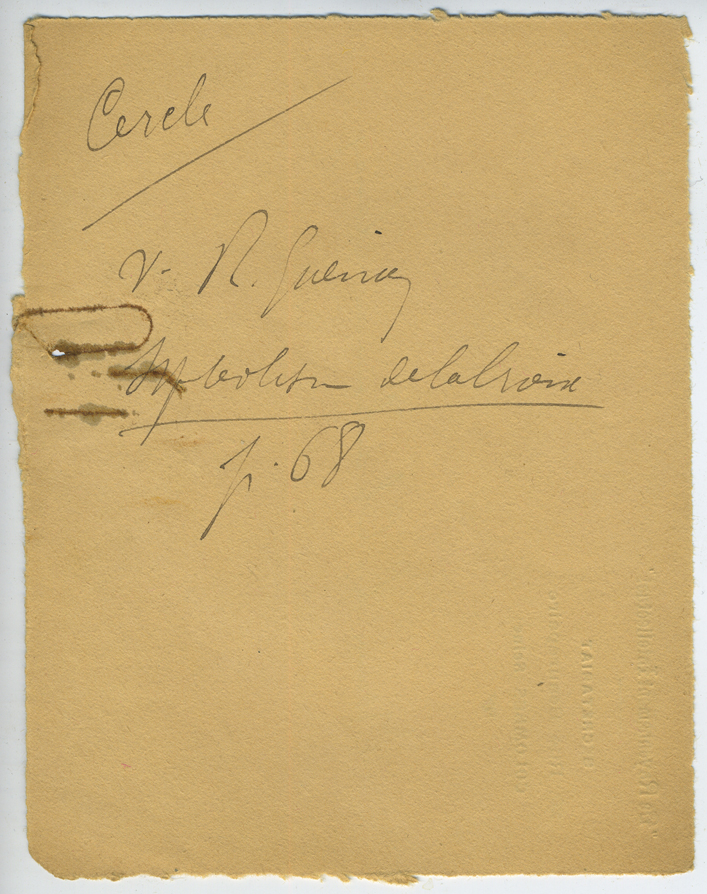 Cercle
v. R. Guénon
Symbolisme de la Croix
p. 68